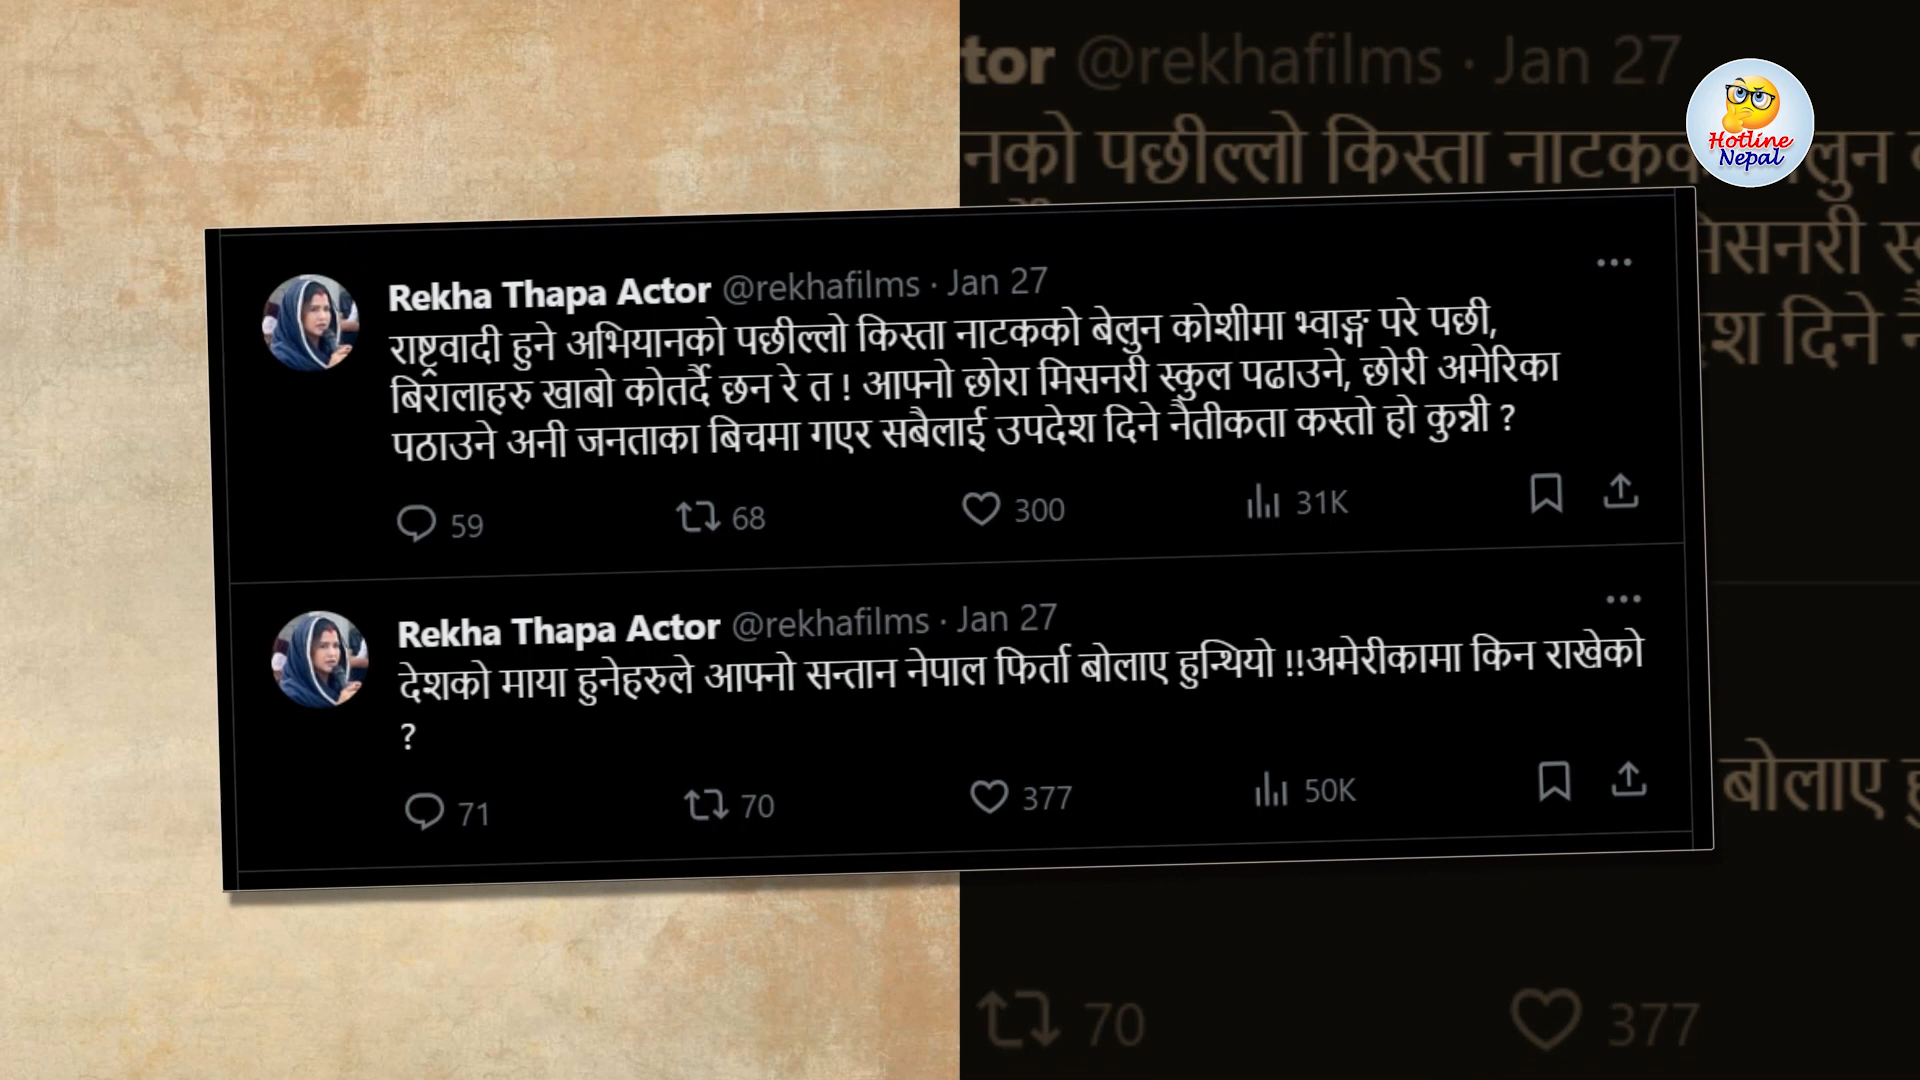 tor @rekhafilms · Jan 27
Hotline
Nepal
नको पछील्लो किस्ता नाटकक
लुन
Rekha Thapa Actor @rekhafilms · Jan 27
राष्ट्रवादी हुने अभियानको पछील्लो किस्ता नाटकको बेलुन कोशीमा भ्वाङ्ग परे पछी,
बिरालाहरु खाबो कोतर्दै छन रे त ! आफ्नो छोरा मिसनरी स्कुल पढाउने, छोरी अमेरिका
पठाउने अनी जनताका बिचमा गएर सबैलाई उपदेश दिने नैतीकता कस्तो हो कुन्नी ?
59 68 300 31K
Rekha Thapa Actor @rekhafilms · Jan 27
देशको माया हुनेहरुले आफ्नो सन्तान नेपाल फिर्ता बोलाए हुन्थियो !!अमेरीकामा किन राखेको
?
71 70 377 50K
सनरी स्
श दिने
बोलाए
70 377